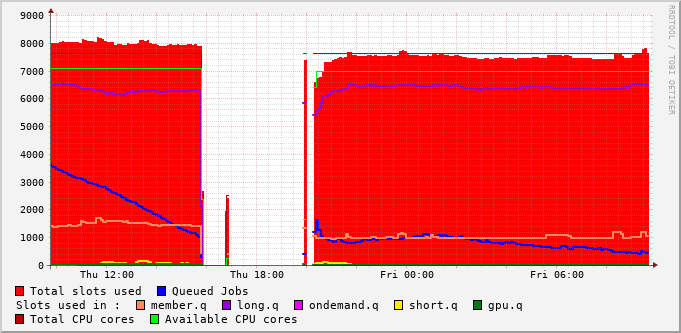 9000
8000
7000
6000
5000
4000
3000
2000
1000
0
Thu 12:00 Thu 18:00 Fri 00:00 Fri 06:00
RRDTOOL / TOBI OETIKER
Total slots used Queued Jobs
Slots used in : member.q long.q ondemand.q short.q gpu.q
Total CPU cores Available CPU cores